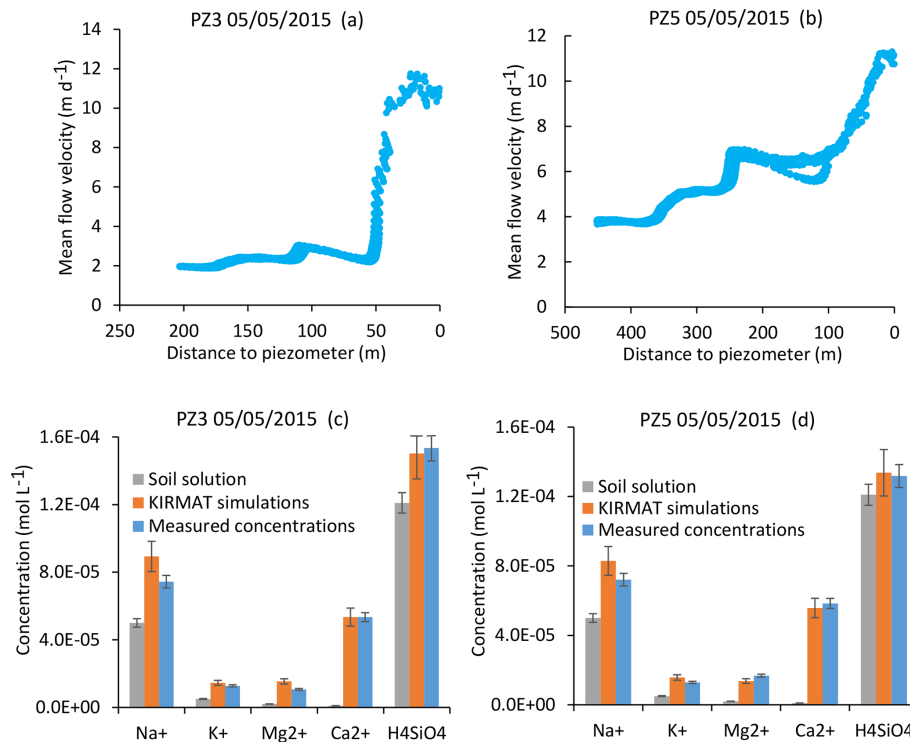 PZ3 05/05/2015 (a)
Mean flow velocity (m d-1)
14
12
10
8
6
4
2
0
250 200 150 100 50 0
Distance to piezometer (m)
PZ5 05/05/2015 (b)
Mean flow velocity (m d-1)
12
10
8
6
4
2
0
500 400 300 200 100 0
Distance to piezometer (m)
PZ3 05/05/2015 (c)
Concentration (mol L-1)
1.6E-04
1.2E-04
8.0E-05
4.0E-05
0.0E+00
Soil solution
KIRMAT simulations
Measured concentrations
Na+ K+ Mg2+ Ca2+ H4SiO4
PZ5 05/05/2015 (d)
Concentration (mol L-1)
1.6E-04
1.2E-04
8.0E-05
4.0E-05
0.0E+00
Soil solution
KIRMAT simulations
Measured concentrations
Na+ K+ Mg2+ Ca2+ H4SiO4